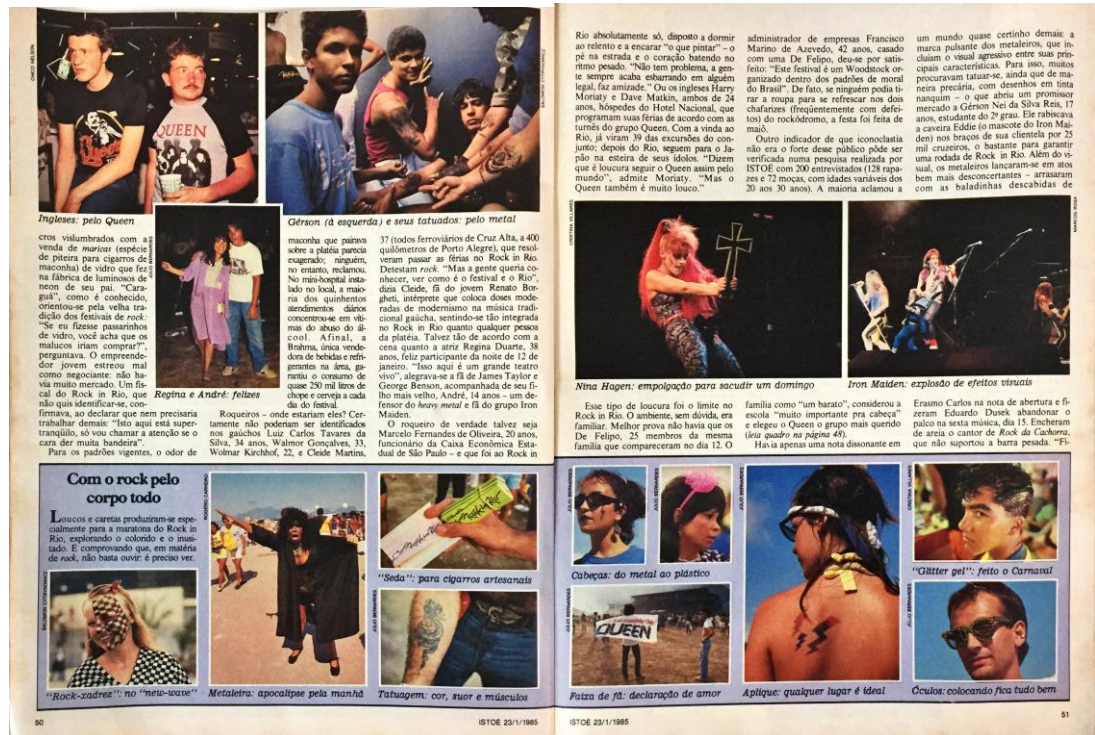 CHICO NELSON
QUEEN
Ingleses: pelo Queen
Gérson (à esquerda) e seus tatuados: pelo metal
cros vislumbrados com a
venda de maricas (espécie
de piteira para cigarros de
maconha) de vidro que fez
na fábrica de luminosos de
neon de seu pai. "Cara-
guá", como é conhecido,
orientou-se pela velha tra-
dição dos festivais de rock:
"Se eu fizesse passarinhos
de vidro, você acha que os
malucos iriam comprar?",
perguntava. O empreende-
dor jovem estreou mal
como negociante: não ha-
via muito mercado. Um fis-
cal do Rock in Rio, que
não quis identificar-se, con-
firmava, ao declarar que nem precisaria
trabalhar demais: "Isto aqui está super-
tranqüilo, só vou chamar a atenção se o
cara der muita bandeira".
Para os padrões vigentes, o odor de
JÚLIO BERNARDES
Regina e André: felizes
maconha que pairava
sobre a platéia parecia
exagerado; ninguém,
no entanto, reclamou.
No mini-hospital insta-
lado no local, a maio-
ria dos quinhentos
atendimentos diários
concentrou-se em víti-
mas do abuso do ál-
cool. Afinal, a
Brahma, única vende-
dora de bebidas e refri-
gerantes na área, ga-
rantiu o consumo de
quase 250 mil litros de
chope e cerveja a cada
dia do festival.
Roqueiros – onde estariam eles? Cer-
tamente não poderiam ser identificados
nos gaúchos Luiz Carlos Tavares da
Silva, 34 anos, Walmor Gonçalves, 33,
Wolmar Kirchhof, 22, e Cleide Martins,
37 (todos ferroviários de Cruz Alta, a 400
quilômetros de Porto Alegre), que resol-
veram passar as férias no Rock in Rio.
Detestam rock. "Mas a gente queria co-
nhecer, ver como é o festival e o Rio",
dizia Cleide, fã do jovem Renato Bor-
gheti, intérprete que coloca doses mode-
radas de modernismo na música tradi-
cional gaúcha, sentindo-se tão integrada
no Rock in Rio quanto qualquer pessoa
da platéia. Talvez tão de acordo com a
cena quanto a atriz Regina Duarte, 38
anos, feliz participante da noite de 12 de
janeiro. "Isso aqui é um grande teatro
vivo", alegrava-se a fã de James Taylor e
George Benson, acompanhada de seu fi-
lho mais velho, André, 14 anos – um de-
fensor do heavy metal e fã do grupo Iron
Maiden.
O roqueiro de verdade talvez seja
Marcelo Fernandes de Oliveira, 20 anos,
funcionário da Caixa Econômica Esta-
dual de São Paulo – e que foi ao Rock in
Com o rock pelo
corpo todo
Loucos e caretas produziram-se espe-
cialmente para a maratona do Rock in
Rio, explorando o colorido e o inusi-
tado. E comprovando que, em matéria
de rock, não basta ouvir: é preciso ver.
"Rock-xadrez": no "new-wave"
ROGÉRIO CARNEIRO
Metaleira: apocalipse pela manhã
"Seda": para cigarros artesanais
JÚLIO BERNARDES
Tatuagem: cor, suor e músculos
50
ISTOÉ 23/1/1985
Rio absolutamente só, disposto a dormir
ao relento e a encarar "o que pintar" – o
pé na estrada e o coração batendo no
ritmo pesado. "Não tem problema, a gen-
te sempre acaba esbarrando em alguém
legal, faz amizade." Ou os ingleses Harry
Moriaty e Dave Matkin, ambos de 24
anos, hóspedes do Hotel Nacional, que
programam suas férias de acordo com as
turnês do grupo Queen. Com a vinda ao
Rio, já viram 39 das excursões do con-
junto; depois do Rio, seguem para o Ja-
pão na esteira de seus ídolos. "Dizem
que é loucura seguir o Queen assim pelo
mundo", admite Moriaty. "Mas o
Queen também é muito louco."
administrador de empresas Francisco
Marino de Azevedo, 42 anos, casado
com uma De Felipo, deu-se por satis-
feito: "Este festival é um Woodstock or-
ganizado dentro dos padrões de moral
do Brasil". De fato, se ninguém podia ti-
rar a roupa para se refrescar nos dois
chafarizes (freqüentemente com defei-
tos) do rockódromo, a festa foi feita de
maiô.
Outro indicador de que iconoclastia
não era o forte desse público pôde ser
verificada numa pesquisa realizada por
ISTOÉ com 200 entrevistados (128 rapa-
zes e 72 moças, com idades variáveis dos
20 aos 30 anos). A maioria aclamou a
um mundo quase certinho demais: a
marca pulsante dos metaleiros, que in-
cluíam o visual agressivo entre suas prin-
cipais características. Para isso, muitos
procuravam tatuar-se, ainda que de ma-
neira precária, com desenhos em tinta
nanquim – o que abriu um promissor
mercado a Gérson Nei da Silva Reis, 17
anos, estudante do 2º grau. Ele rabiscava
a caveira Eddie (o mascote do Iron Mai-
den) nos braços de sua clientela por 25
mil cruzeiros, o bastante para garantir
uma rodada de Rock in Rio. Além do vi-
sual, os metaleiros lançaram-se em atos
bem mais desconcertantes – arrasaram
com as baladinhas descabidas de
CRISTINA VILLARES
Nina Hagen: empolgação para sacudir um domingo
MARCOS ROSA
Iron Maiden: explosão de efeitos visuais
Esse tipo de loucura foi o limite no
Rock in Rio. O ambiente, sem dúvida, era
familiar. Melhor prova não havia que os
De Felipo, 25 membros da mesma
família que compareceram no dia 12. O
família como "um barato", considerou a
escola "muito importante pra cabeça"
e elegeu o Queen o grupo mais querido
(leia quadro na página 48).
Havia apenas uma nota dissonante em
Erasmo Carlos na nota de abertura e fi-
zeram Eduardo Dusek abandonar o
palco na sexta música, dia 15. Encheram
de areia o cantor de Rock da Cachorra,
que não suportou a barra pesada. "Fi-
JÚLIO BERNARDES
JÚLIO BERNARDES
Cabeças: do metal ao plástico
JÚLIO BERNARDES
QUEEN
Faixa de fã: declaração de amor
Aplique: qualquer lugar é ideal
CRISTINA VILLARES
"Glitter gel": feito o Carnaval
JÚLIO BERNARDES
Óculos: colocando fica tudo bem
ISTOÉ 23/1/1985
51